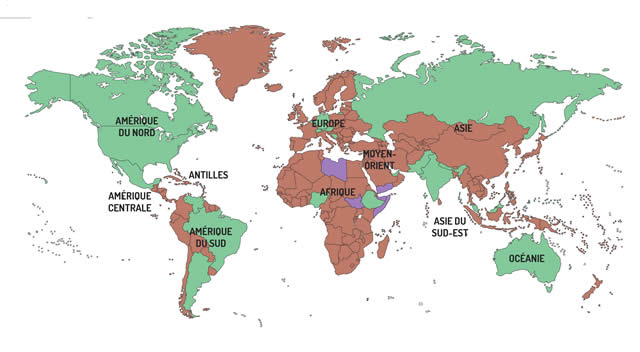 AMÉRIQUE
DU NORD
EUROPE
ASIE
MOYEN-
ORIENT
ANTILLES
AFRIQUE
AMÉRIQUE
CENTRALE
ASIE DU
SUD-EST
AMÉRIQUE
DU SUD
OCÉANIE